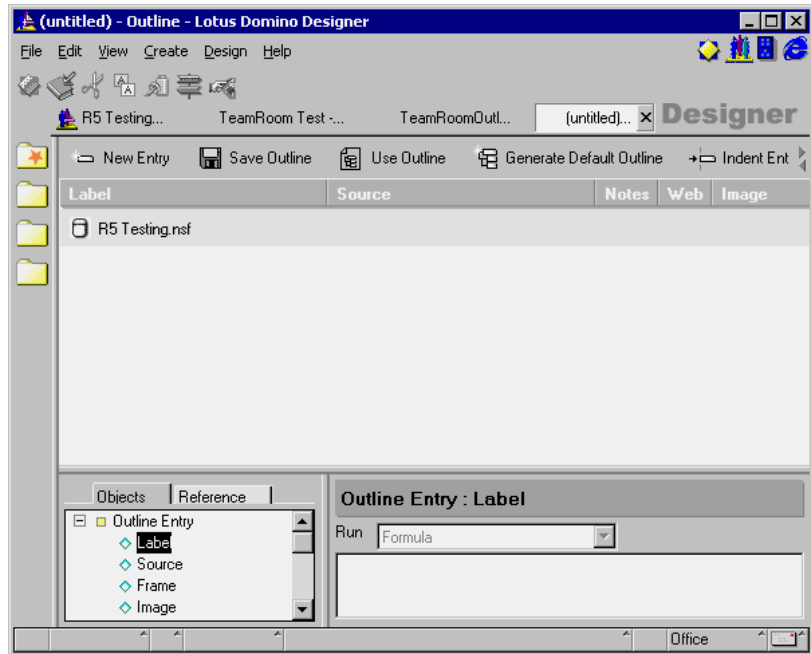 (untitled) - Outline - Lotus Domino Designer
File Edit View Create Design Help
R5 Testing... TeamRoom Test -... TeamRoomOutl... (untitled)... Designer
New Entry Save Outline Use Outline Generate Default Outline Indent Ent
Label Source Notes Web Image
R5 Testing.nsf
Objects Reference Outline Entry : Label
Outline Entry
Run Formula
Label
Source
Frame
Image
Office